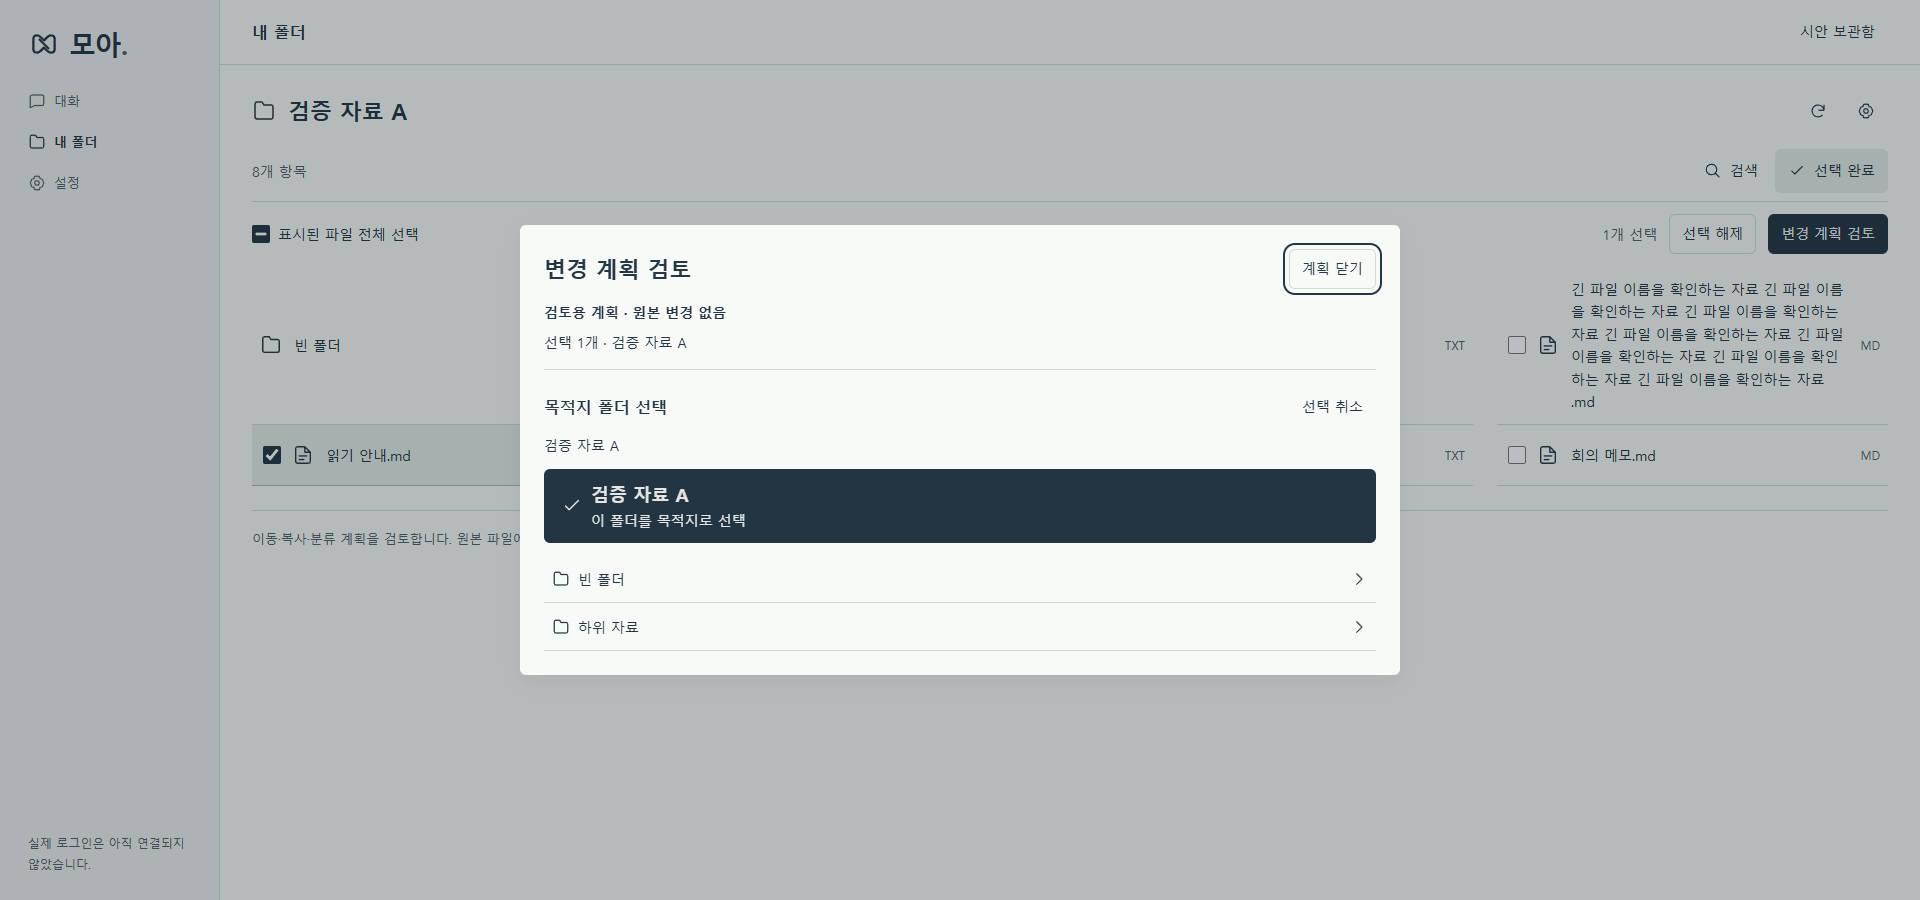 모아.
대화
내 폴더
설정
실제 로그인은 아직 연결되지
않았습니다.
내 폴더
시안 보관함
검증 자료 A
8개 항목
검색
선택 완료
표시된 파일 전체 선택
1개 선택
선택 해제
변경 계획 검토
빈 폴더
TXT
긴 파일 이름을 확인하는 자료 긴 파일 이름
을 확인하는 자료 긴 파일 이름을 확인하는
자료 긴 파일 이름을 확인하는 자료 긴 파일
이름을 확인하는 자료 긴 파일 이름을 확인
하는 자료 긴 파일 이름을 확인하는 자료
.md
MD
읽기 안내.md
TXT
회의 메모.md
MD
이동·복사·분류 계획을 검토합니다. 원본 파일에
변경 계획 검토
계획 닫기
검토용 계획 · 원본 변경 없음
선택 1개 · 검증 자료 A
목적지 폴더 선택
선택 취소
검증 자료 A
검증 자료 A
이 폴더를 목적지로 선택
빈 폴더
하위 자료